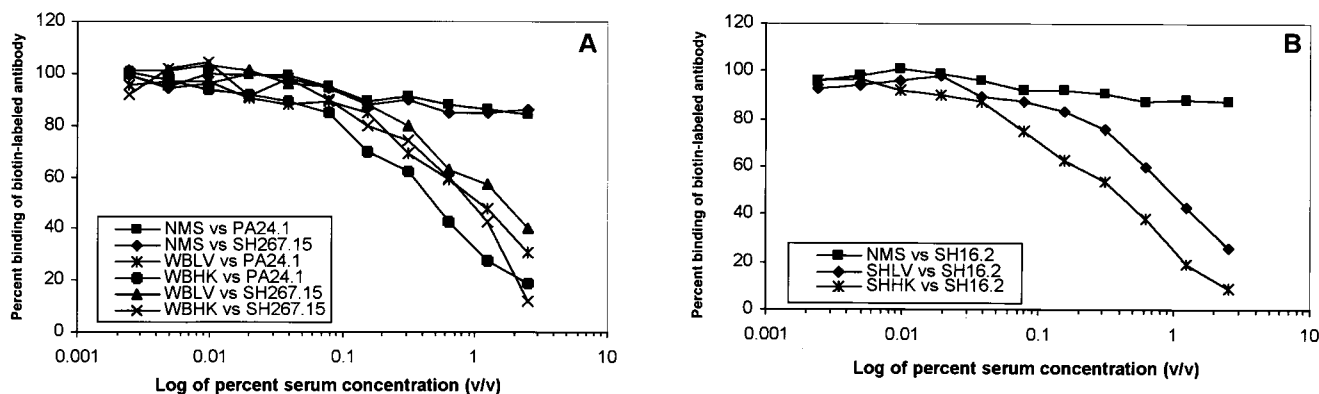 A
Percent binding of biotin-labeled antibody
120
100
80
60
40
20
0
NMS vs PA24.1
NMS vs SH267.15
WBLV vs PA24.1
WBHK vs PA24.1
WBLV vs SH267.15
WBHK vs SH267.15
0.001
0.01
0.1
1
10
Log of percent serum concentration (v/v)
B
Percent binding of biotin-labeled antibody
120
100
80
60
40
20
0
NMS vs SH16.2
SHLV vs SH16.2
SHHK vs SH16.2
0.001
0.01
0.1
1
10
Log of percent serum concentration (v/v)